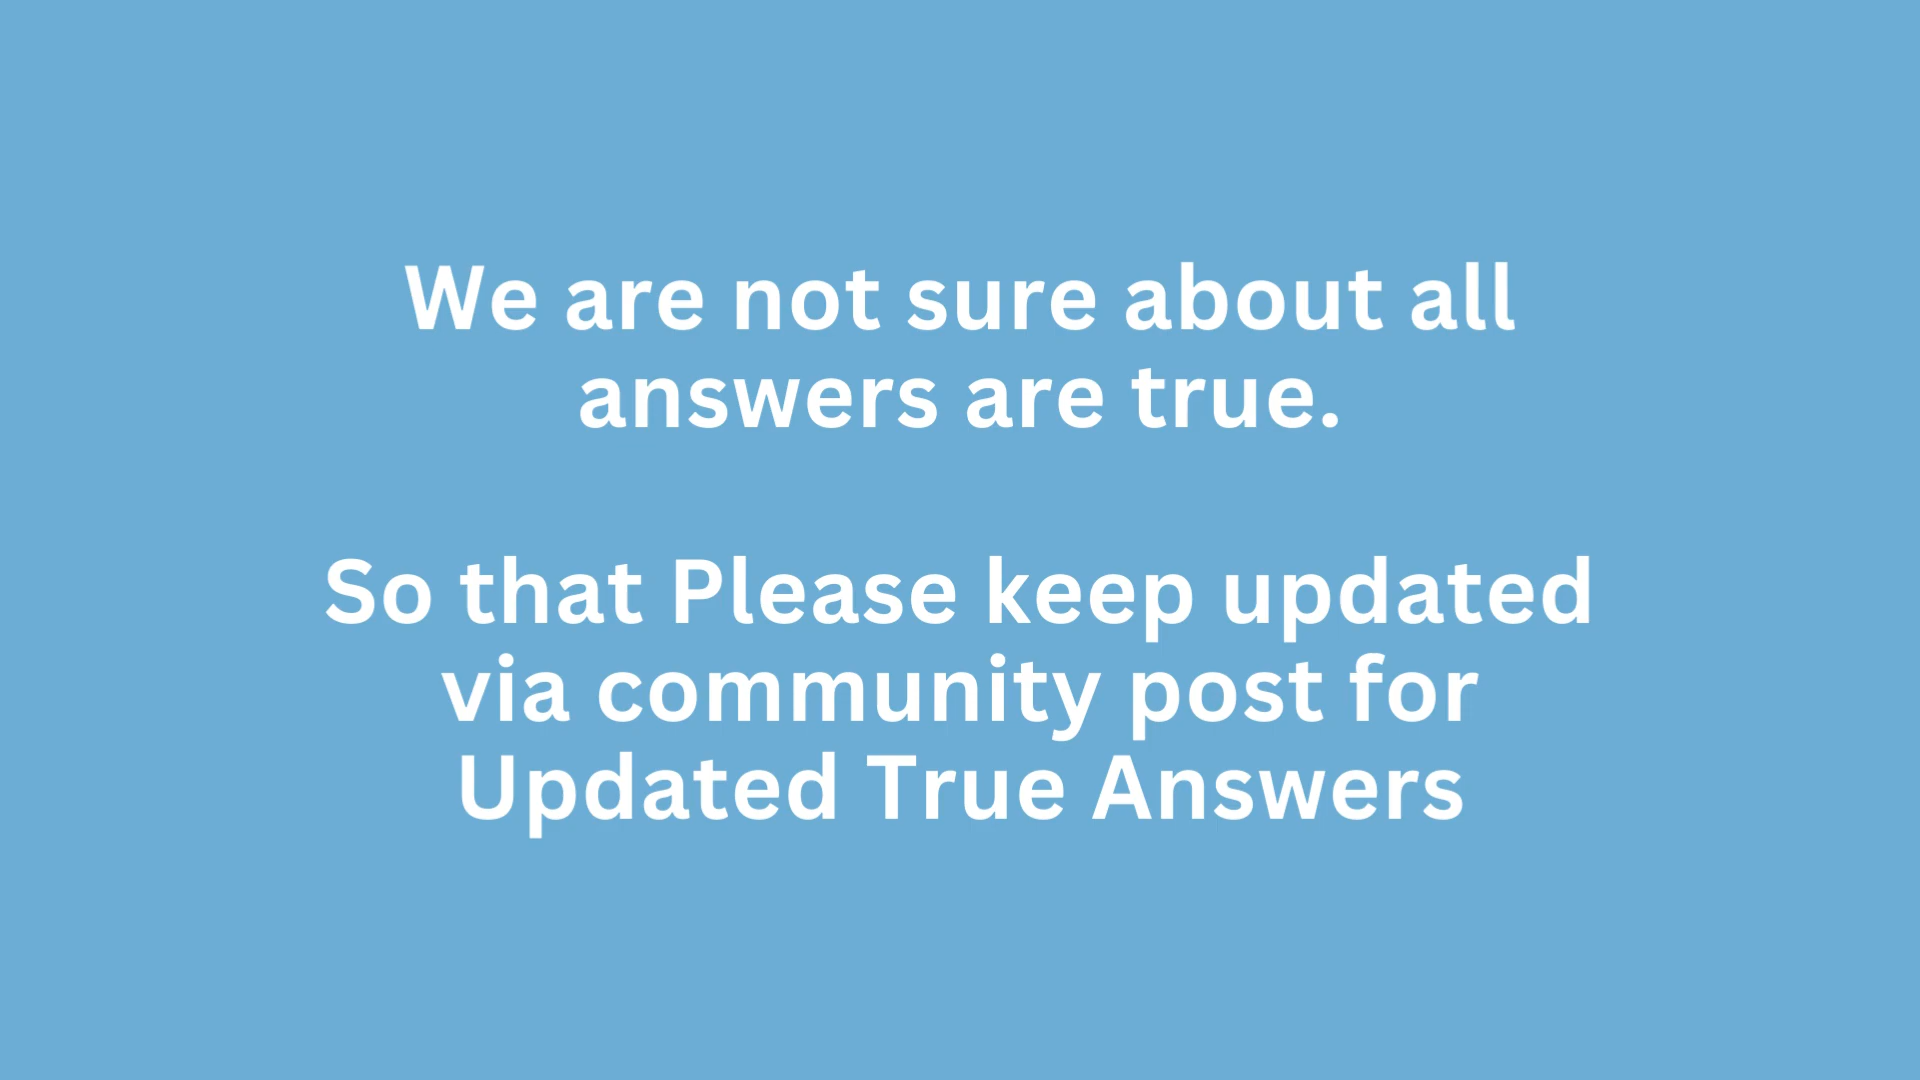 We are not sure about all
answers are true.
So that Please keep updated
via community post for
Updated True Answers